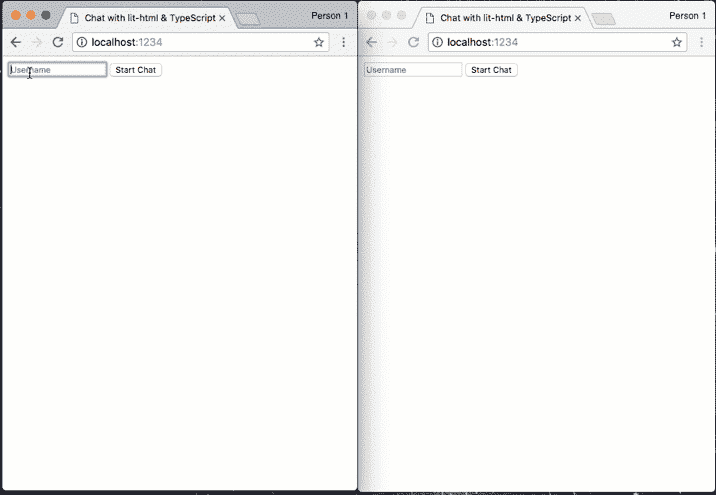 Chat with lit-html & TypeScript
Person 1
localhost:1234
Username
Start Chat
Chat with lit-html & TypeScript
Person 1
localhost:1234
Username
Start Chat